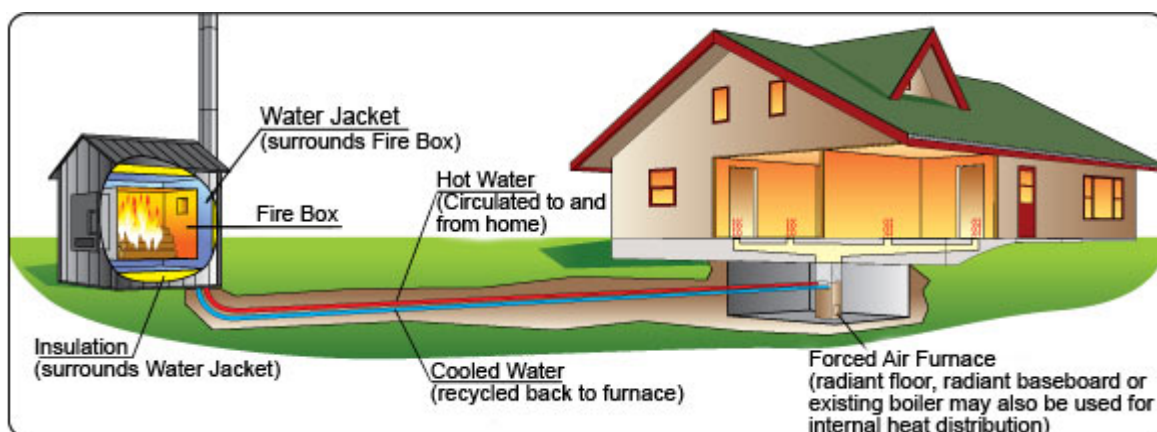 Water Jacket
(surrounds Fire Box)
Fire Box
Hot Water
(Circulated to and
from home)
Insulation
(surrounds Water Jacket)
Cooled Water
(recycled back to furnace)
Forced Air Furnace
(radiant floor, radiant baseboard or
existing boiler may also be used for
internal heat distribution)